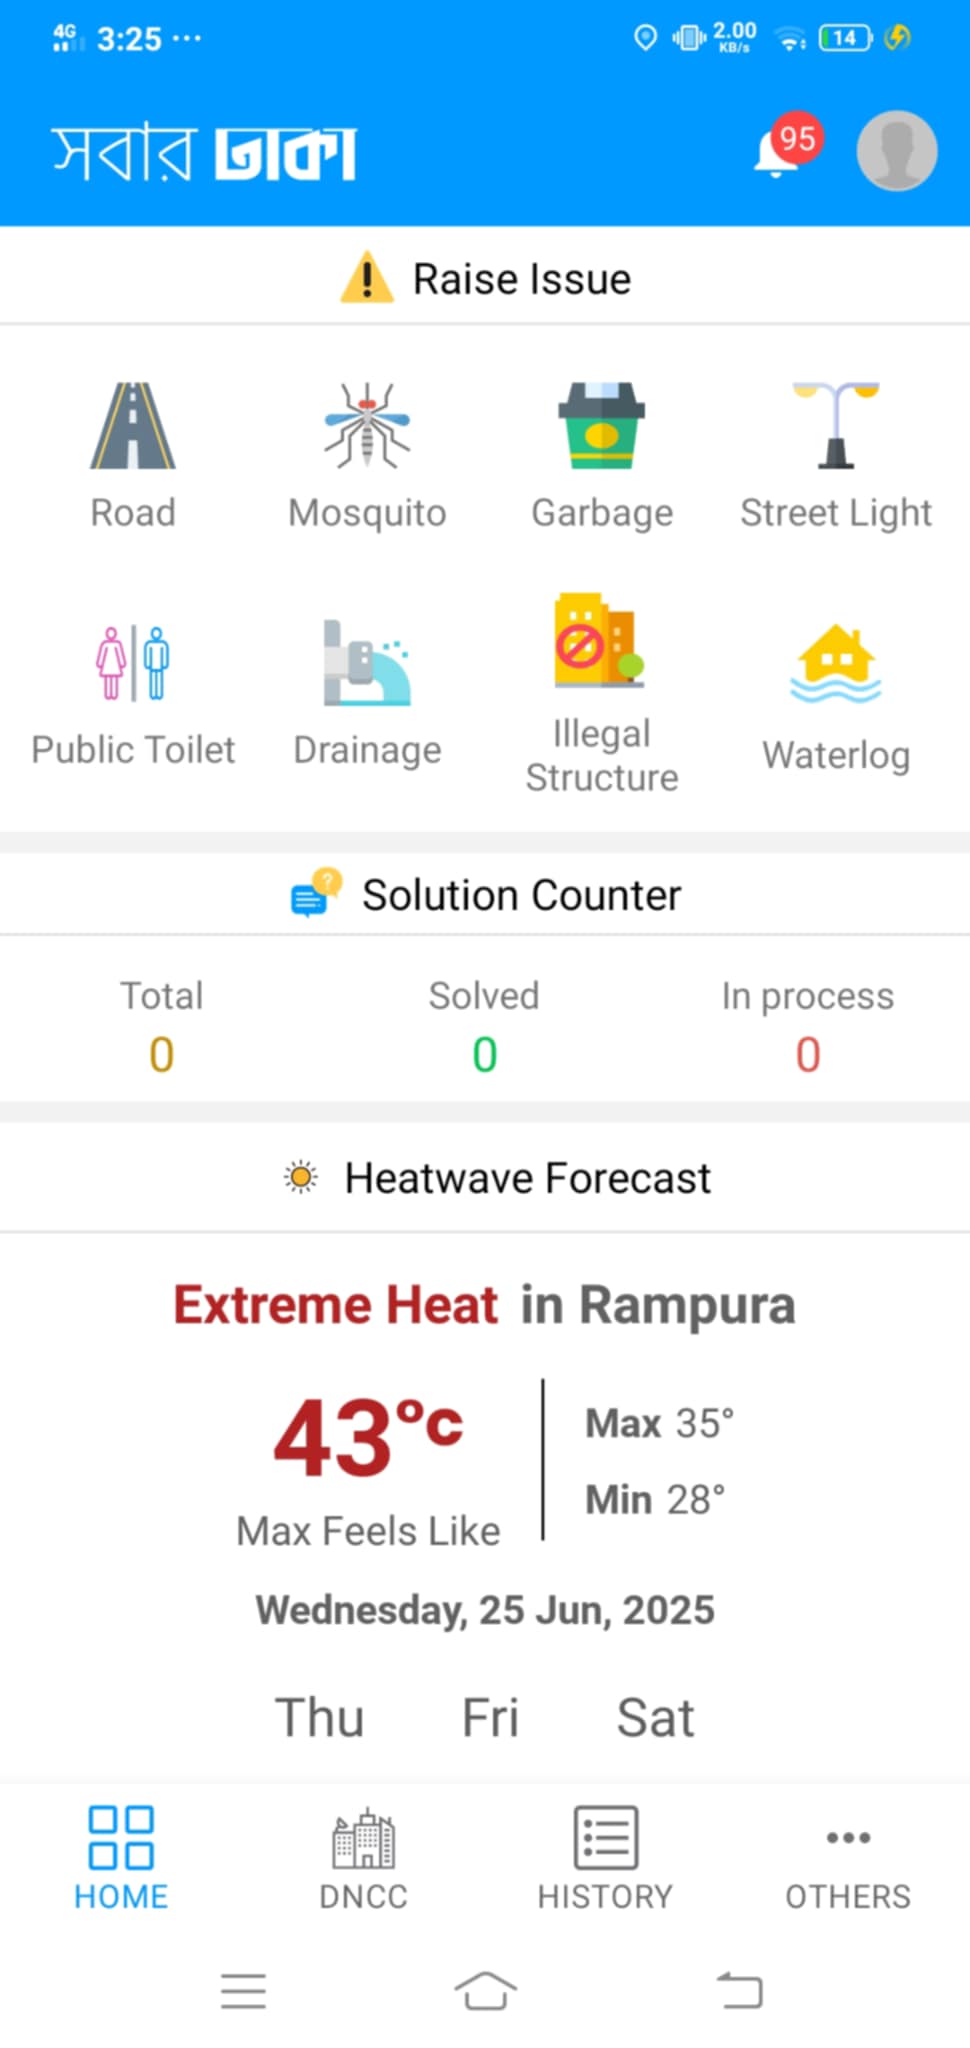 4G 3:25 ... 2.00 KB/s 14
সবার ঢাকা 95
Raise Issue
Road Mosquito Garbage Street Light
Public Toilet Drainage Illegal Structure Waterlog
Solution Counter
Total Solved In process
0 0 0
Heatwave Forecast
Extreme Heat in Rampura
43°c Max 35°
Max Feels Like Min 28°
Wednesday, 25 Jun, 2025
Thu Fri Sat
HOME DNCC HISTORY OTHERS